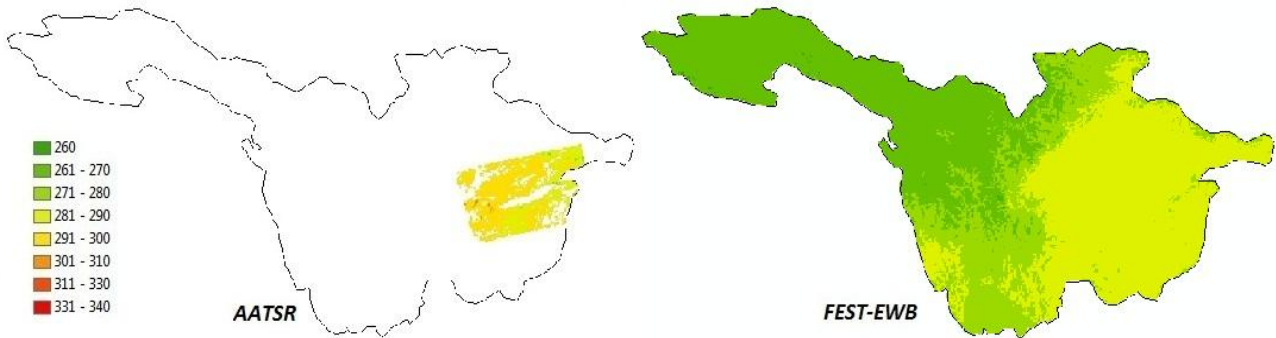 260
261 - 270
271 - 280
281 - 290
291 - 300
301 - 310
311 - 330
331 - 340
AATSR
FEST-EWB